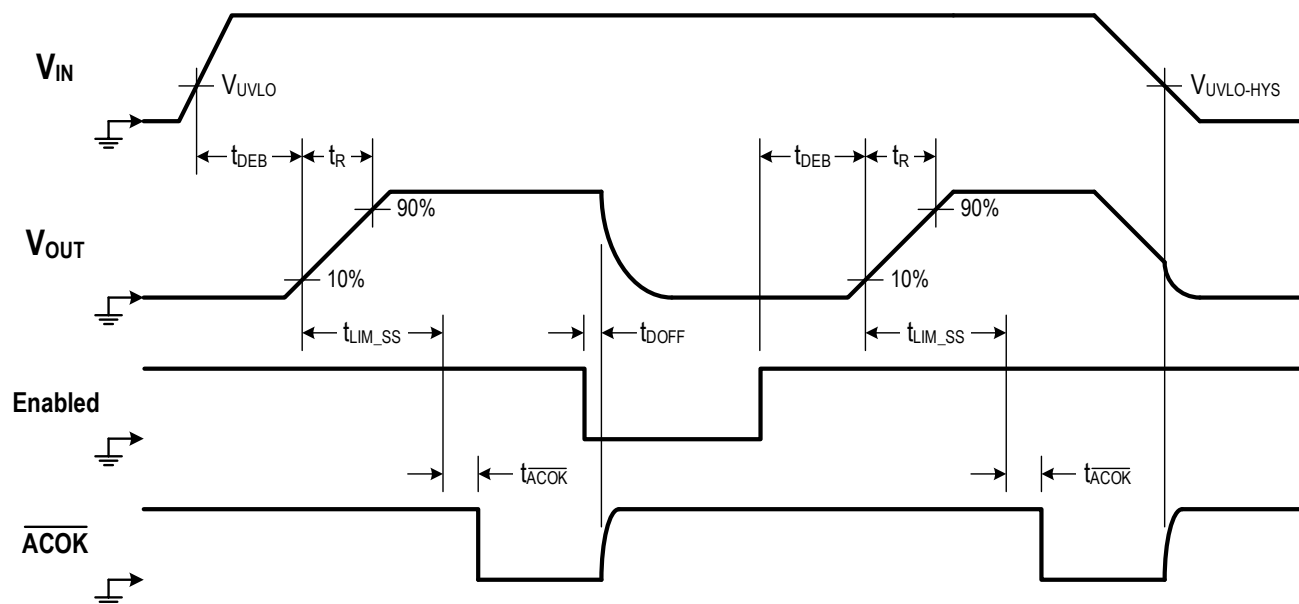 VIN
VUVLO
VUVLO-HYS
tDEB
tR
tDEB
tR
90%
90%
VOUT
10%
10%
tLIM_SS
tDOFF
tLIM_SS
Enabled
tACOK
tACOK
ACOK